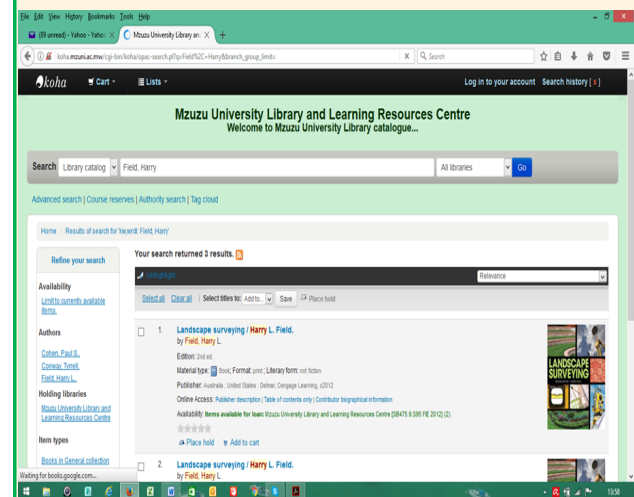 File Edit View History Bookmarks Tools Help
(89 unread) - Yahoo - Yahoo
Mzuzu University Library an
koha.mzuni.ac.mw/cgi-bin/koha/opac-search.pl?q=Field%2C+Harry&branch_group_limit=
Search
koha Cart Lists Log in to your account Search history [x]
Mzuzu University Library and Learning Resources Centre
Welcome to Mzuzu University Library catalogue...
Search Library catalog Field, Harry All libraries Go
Advanced search | Course reserves | Authority search | Tag cloud
Home Results of search for 'kw,wrdl: Field, Harry'
Refine your search
Availability
Limit to currently available
items.
Authors
Cohen, Paul S.,
Conway, Tyrrell.
Field, Harry L.
Holding libraries
Mzuzu University Library and
Learning Resources Centre
Item types
Books in General collection
Your search returned 3 results.
Unhighlight Relevance
Select all Clear all | Select titles to: Add to... Save Place hold
1. Landscape surveying / Harry L. Field.
by Field, Harry L.
Edition: 2nd ed.
Material type: Book; Format: print ; Literary form: not fiction
Publisher: Australia ; United States : Delmar, Cengage Learning, c2012
Online Access: Publisher description | Table of contents only | Contributor biographical information
Availability: Items available for loan: Mzuzu University Library and Learning Resources Centre [SB475.9.S95 FIE 2012] (2).
Place hold Add to cart
LANDSCAPE
SURVEYING
2. Landscape surveying / Harry L. Field.
by Field, Harry L.
Waiting for books.google.com...
13:50